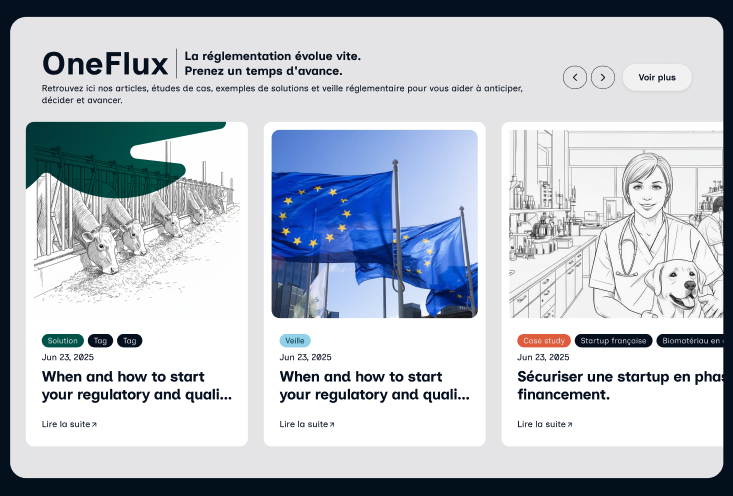 OneFlux
La réglementation évolue vite.
Prenez un temps d'avance.
Retrouvez ici nos articles, études de cas, exemples de solutions et veille réglementaire pour vous aider à anticiper,
décider et avancer.
Voir plus
Solution Tag Tag
Jun 23, 2025
When and how to start
your regulatory and quali...
Lire la suite↗
Veille
Jun 23, 2025
When and how to start
your regulatory and quali...
Lire la suite↗
Case study Startup française Biomatériau en
Jun 23, 2025
Sécuriser une startup en phas
financement.
Lire la suite↗